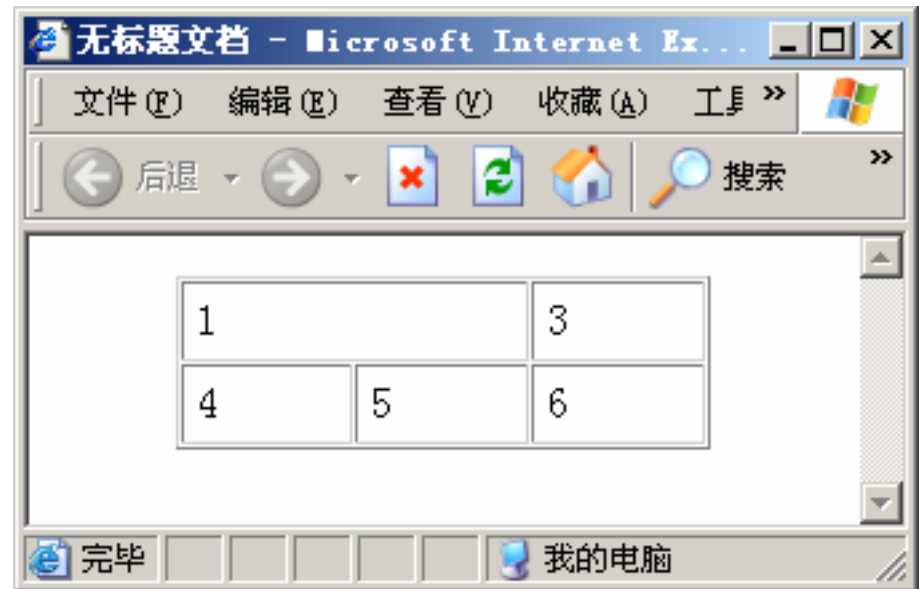 无标题文档 - Microsoft Internet Ex...
文件(F) 编辑(E) 查看(V) 收藏(A) 工具 »
后退 搜索 »
1 3
4 5 6
完毕 我的电脑